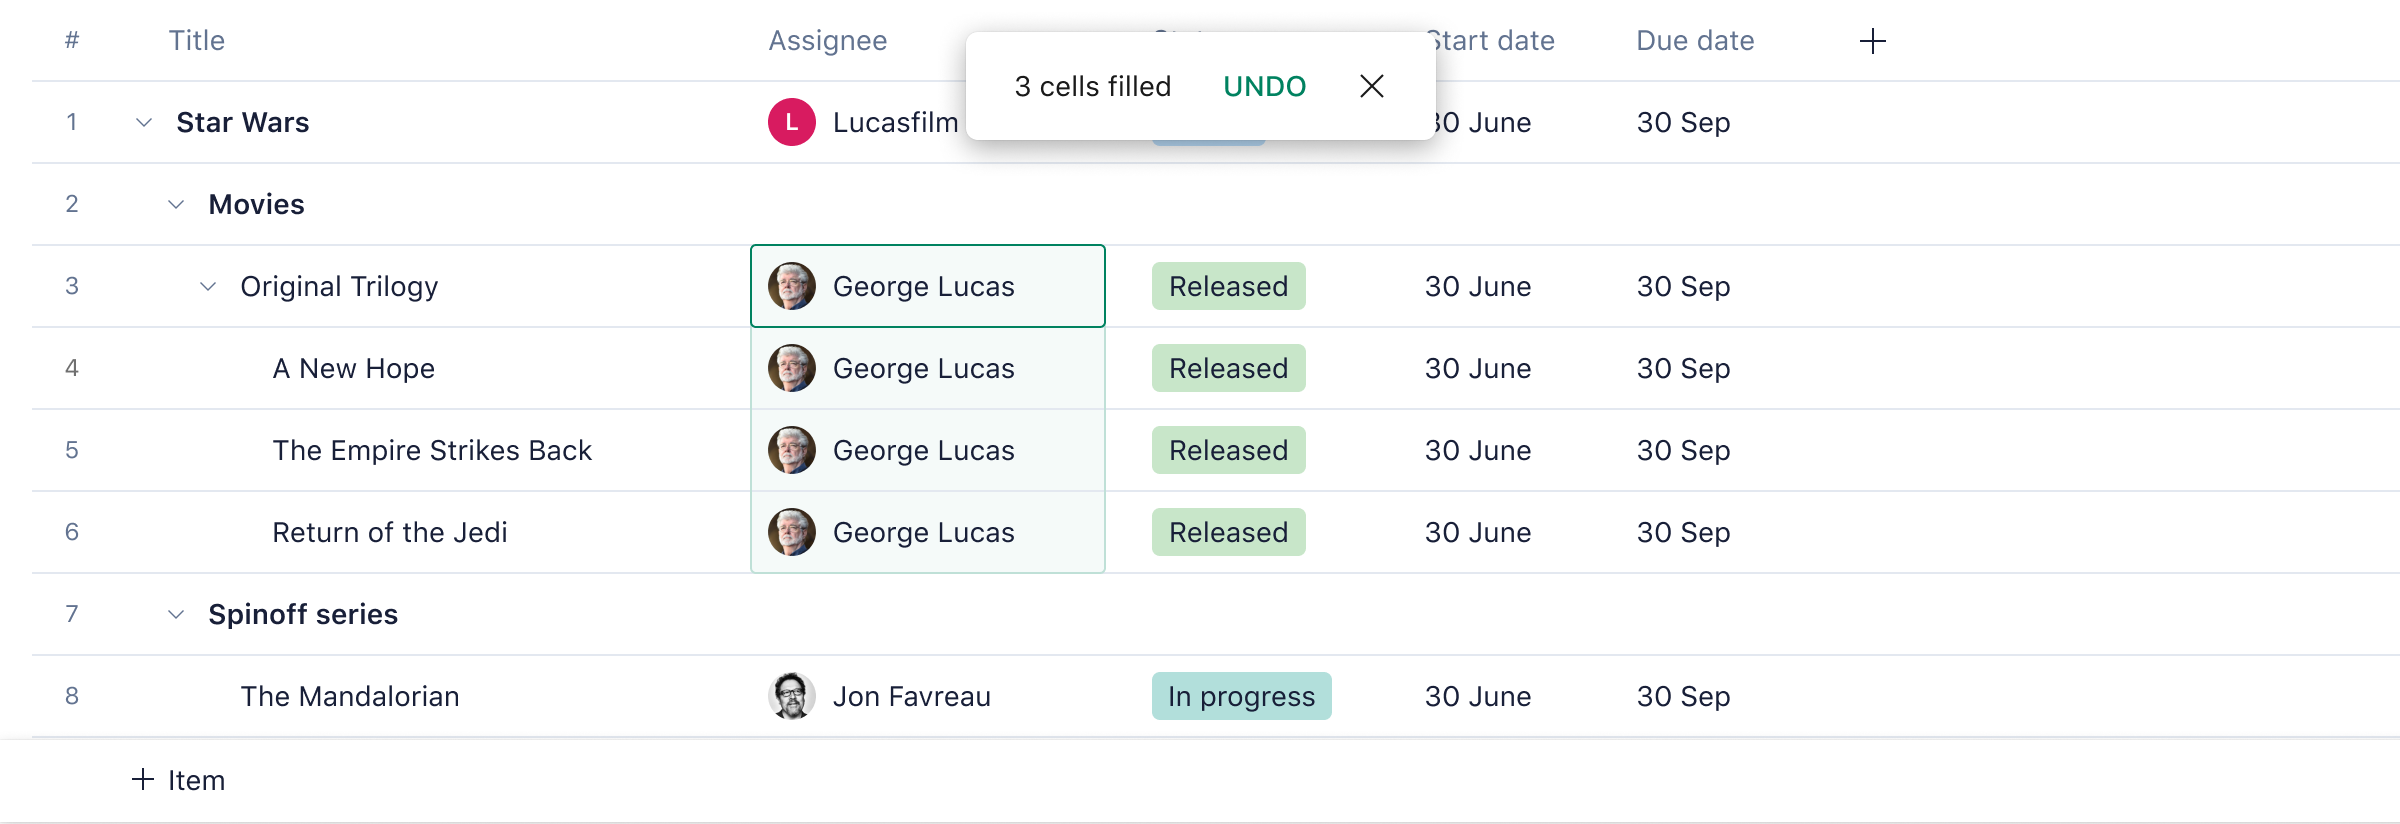 # Title Assignee Start date Due date
3 cells filled UNDO
1 Star Wars L Lucasfilm 30 June 30 Sep
2 Movies
3 Original Trilogy George Lucas Released 30 June 30 Sep
4 A New Hope George Lucas Released 30 June 30 Sep
5 The Empire Strikes Back George Lucas Released 30 June 30 Sep
6 Return of the Jedi George Lucas Released 30 June 30 Sep
7 Spinoff series
8 The Mandalorian Jon Favreau In progress 30 June 30 Sep
Item